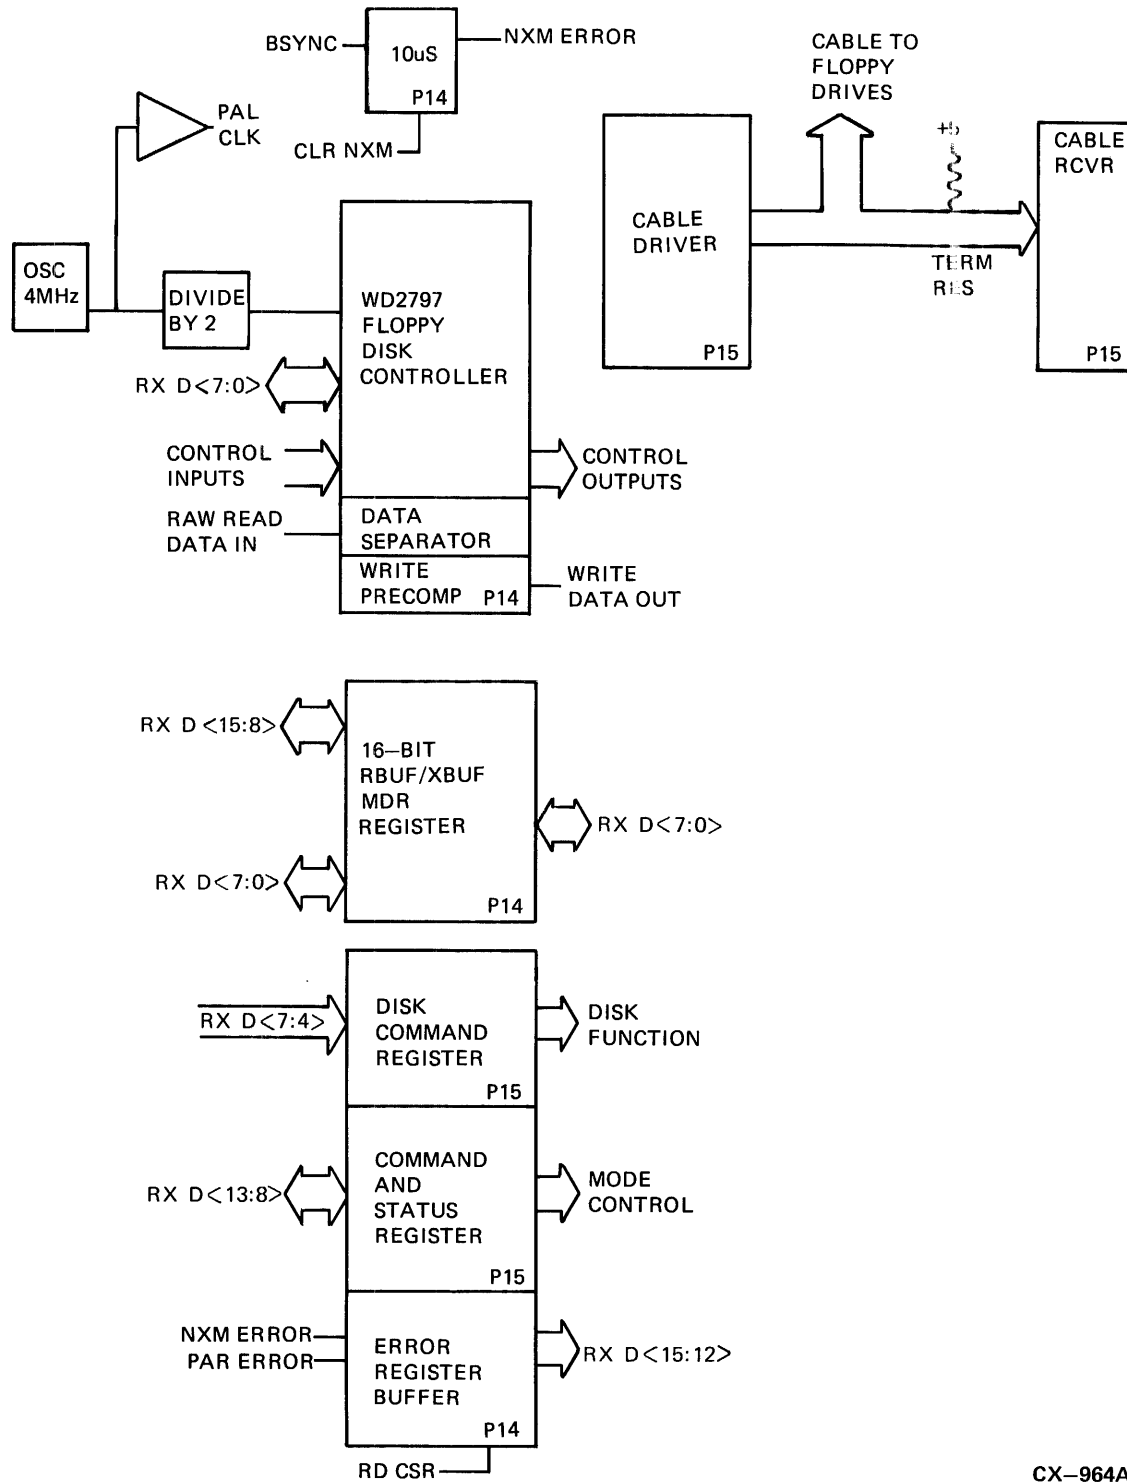 BSYNC
10uS
P14
NXM ERROR
CLR NXM
PAL
CLK
OSC
4MHz
DIVIDE
BY 2
WD2797
FLOPPY
DISK
CONTROLLER
RX D<7:0>
CONTROL
INPUTS
CONTROL
OUTPUTS
RAW READ
DATA IN
DATA
SEPARATOR
WRITE
PRECOMP P14
WRITE
DATA OUT
CABLE TO
FLOPPY
DRIVES
CABLE
DRIVER
P15
+5
TERM
RES
CABLE
RCVR
P15
RX D<15:8>
16–BIT
RBUF/XBUF
MDR
REGISTER
RX D<7:0>
RX D<7:0>
P14
RX D<7:4>
DISK
COMMAND
REGISTER
P15
DISK
FUNCTION
RX D<13:8>
COMMAND
AND
STATUS
REGISTER
P15
MODE
CONTROL
NXM ERROR
PAR ERROR
ERROR
REGISTER
BUFFER
P14
RX D<15:12>
RD CSR
CX–964A